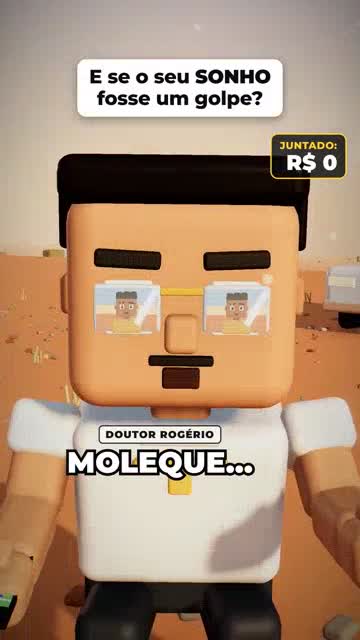 E se o seu SONHO
fosse um golpe?
JUNTADO:
R$ 0
DOUTOR ROGÉRIO
MOLEQUE...